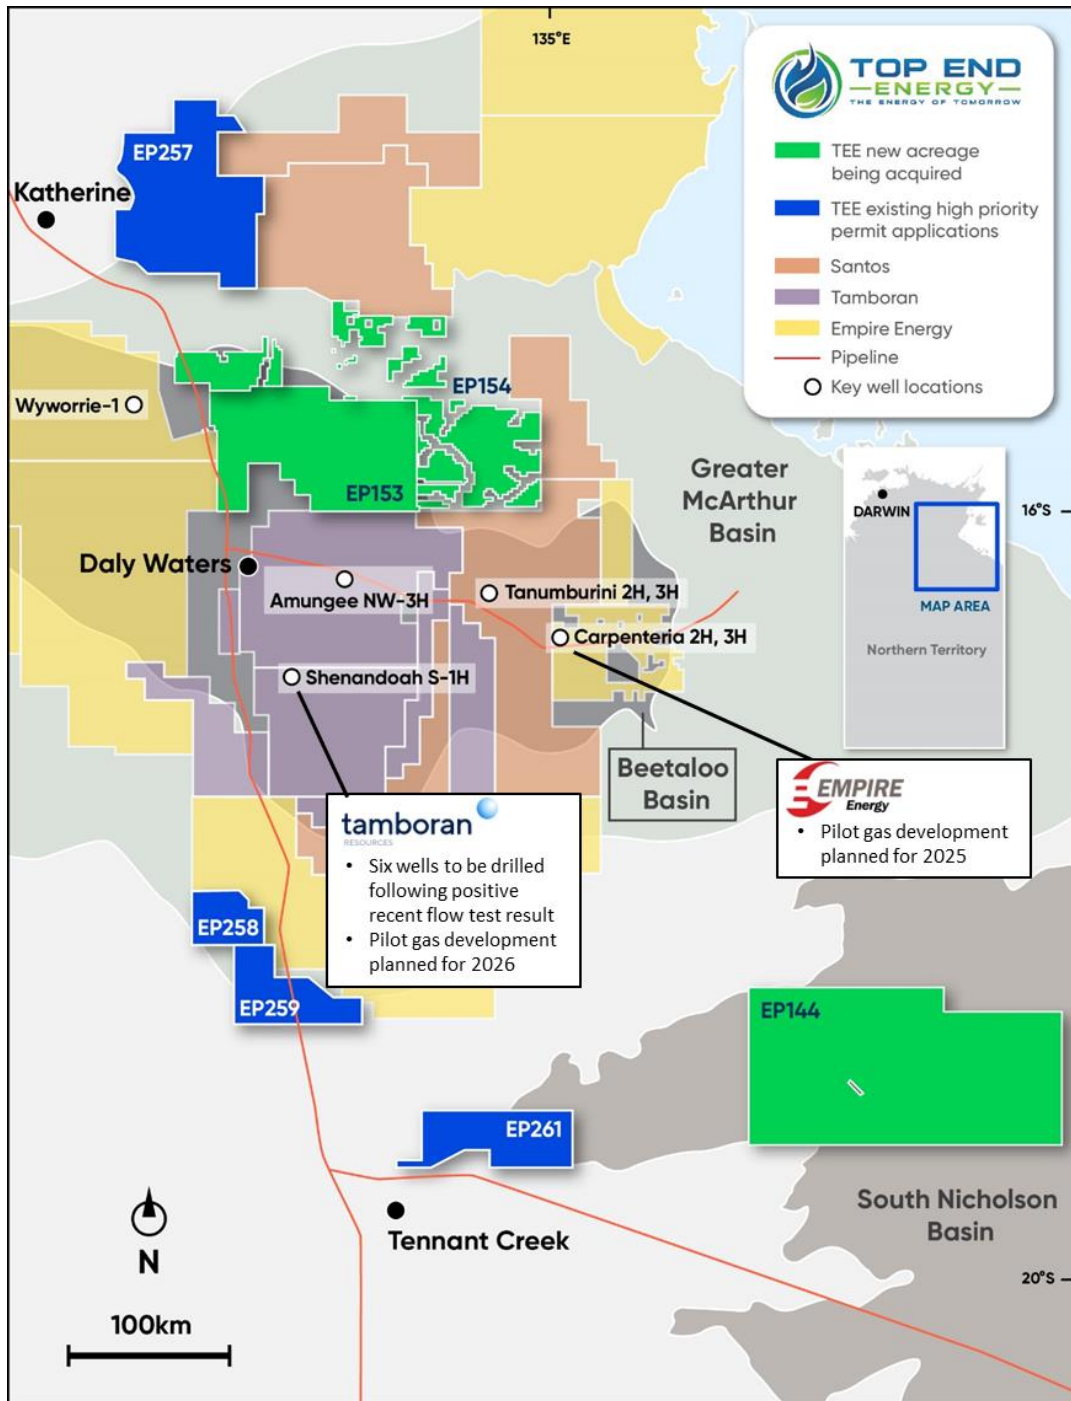 135°E
TOP END
ENERGY
THE ENERGY OF TOMORROW
TEE new acreage
being acquired
TEE existing high priority
permit applications
Santos
Tamboran
Empire Energy
Pipeline
Key well locations
EP257
Katherine
EP154
Wyworrie-1
EP153
Greater
McArthur
Basin
DARWIN
16°S
MAP AREA
Northern Territory
Daly Waters
Amungee NW-3H
Tanumburini 2H, 3H
Carpenteria 2H, 3H
Shenandoah S-1H
Beetaloo
Basin
EMPIRE
Energy
• Pilot gas development
planned for 2025
tamboran
RESOURCES
• Six wells to be drilled
following positive
recent flow test result
• Pilot gas development
planned for 2026
EP258
EP259
EP144
EP261
South Nicholson
Basin
Tennant Creek
N
20°S
100km